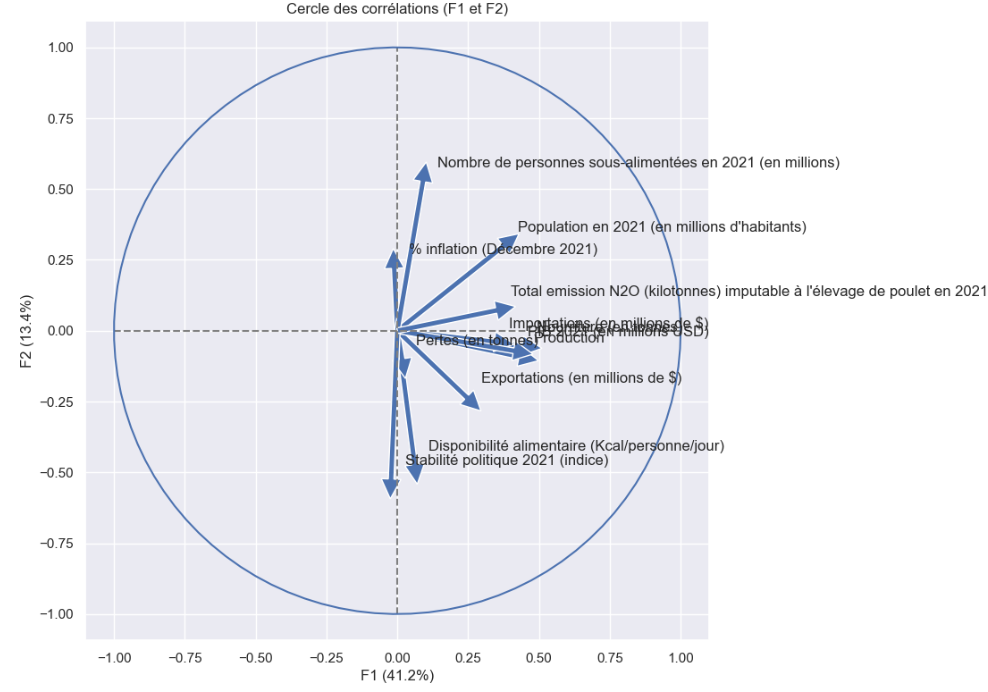 Cercle des corrélations (F1 et F2)
1.00
0.75
Nombre de personnes sous-alimentées en 2021 (en millions)
0.50
Population en 2021 (en millions d'habitants)
% inflation (Décembre 2021)
0.25
Total emission N2O (kilotonnes) imputable à l'élevage de poulet en 2021
Importations (en millions de $)
0.00
(en millions USD)
Production
Pertes (en tonnes)
F2 (13.4%)
Exportations (en millions de $)
−0.25
Disponibilité alimentaire (Kcal/personne/jour)
Stabilité politique 2021 (indice)
−0.50
−0.75
−1.00
−1.00 −0.75 −0.50 −0.25 0.00 0.25 0.50 0.75 1.00
F1 (41.2%)